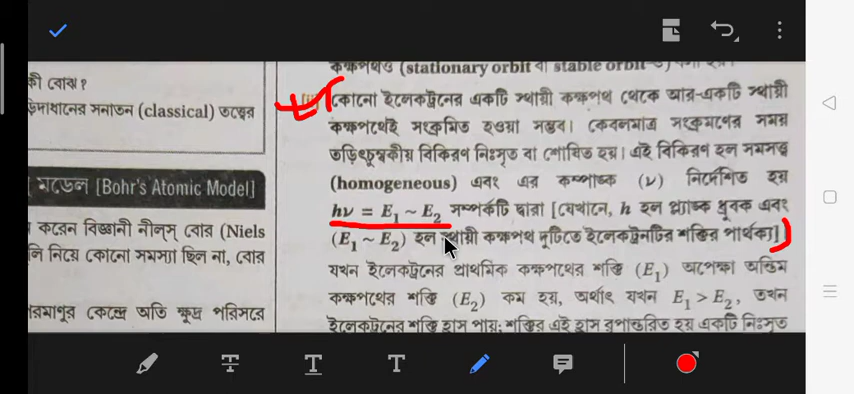 কী বোঝ?
(classical) তত্ত্বের
মডেল [Bohr's Atomic Model]
করেন বিজ্ঞানী নীল্‌স্‌ বোর (Niels
নিয়ে কোনো সমস্যা ছিল না, বোর
পরমাণুর কেন্দ্রে অতি ক্ষুদ্র পরিসরে
কক্ষপথও (stationary orbit বা stable orbit-ও)
কোনো ইলেকট্রনের একটি স্থায়ী কক্ষপথ থেকে আর-একটি স্থায়ী
কক্ষপথেই সংক্রমিত হওয়া সম্ভব। কেবলমাত্র সংক্রমণের সময়
তড়িৎচুম্বকীয় বিকিরণ নিঃসৃত বা শোষিত হয়। এই বিকিরণ হল সমসত্ত্ব
(homogeneous) এবং এর কম্পাঙ্ক (ν) নির্দেশিত হয়
hν = E₁ ~ E₂ সম্পর্কটি দ্বারা [যেখানে, h হল প্ল্যাঙ্ক ধ্রুবক এবং
(E₁ ~ E₂) হল স্থায়ী কক্ষপথ দুটিতে ইলেকট্রনটির শক্তির পার্থক্য]
যখন ইলেকট্রনের প্রাথমিক কক্ষপথের শক্তি (E₁) অপেক্ষা অন্তিম
কক্ষপথের শক্তি (E₂) কম হয়, অর্থাৎ যখন E₁ > E₂, তখন
ইলেকট্রনের শক্তি হ্রাস পায়; শক্তির এই হ্রাস রূপান্তরিত হয় একটি নিঃসৃত
T T T